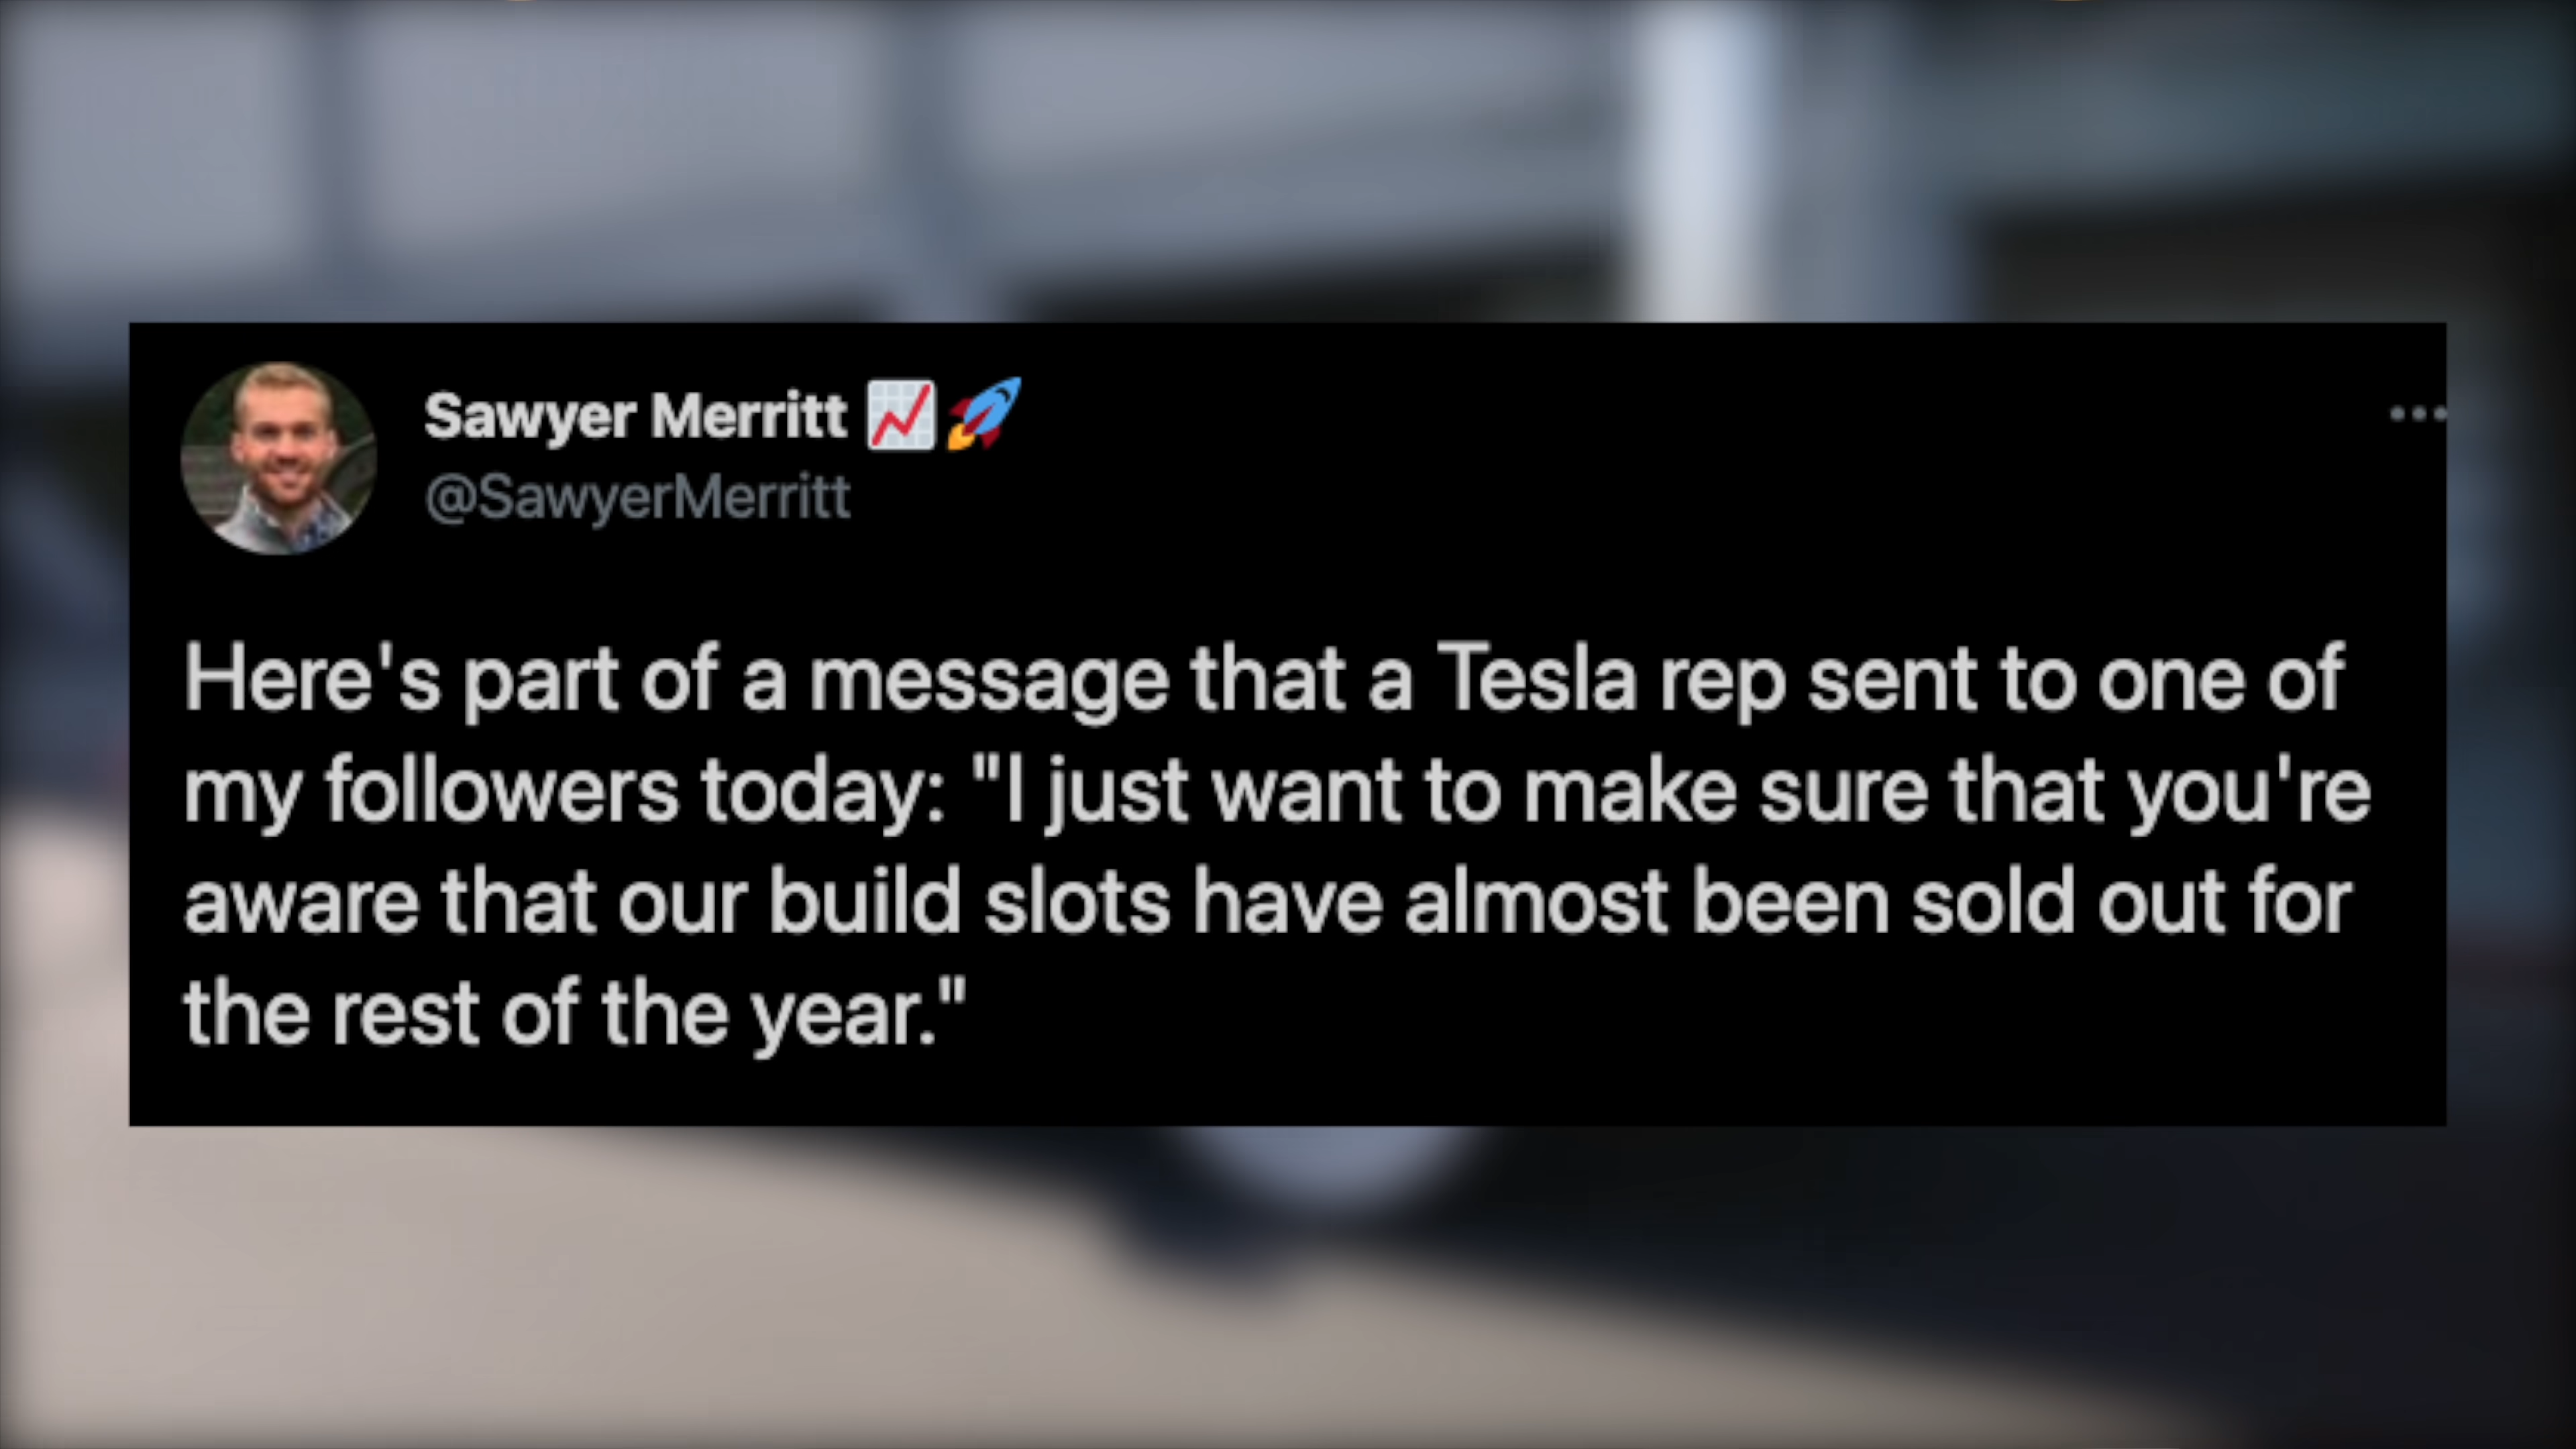 Sawyer Merritt 📈🚀
@SawyerMerritt
Here's part of a message that a Tesla rep sent to one of
my followers today: "I just want to make sure that you're
aware that our build slots have almost been sold out for
the rest of the year."